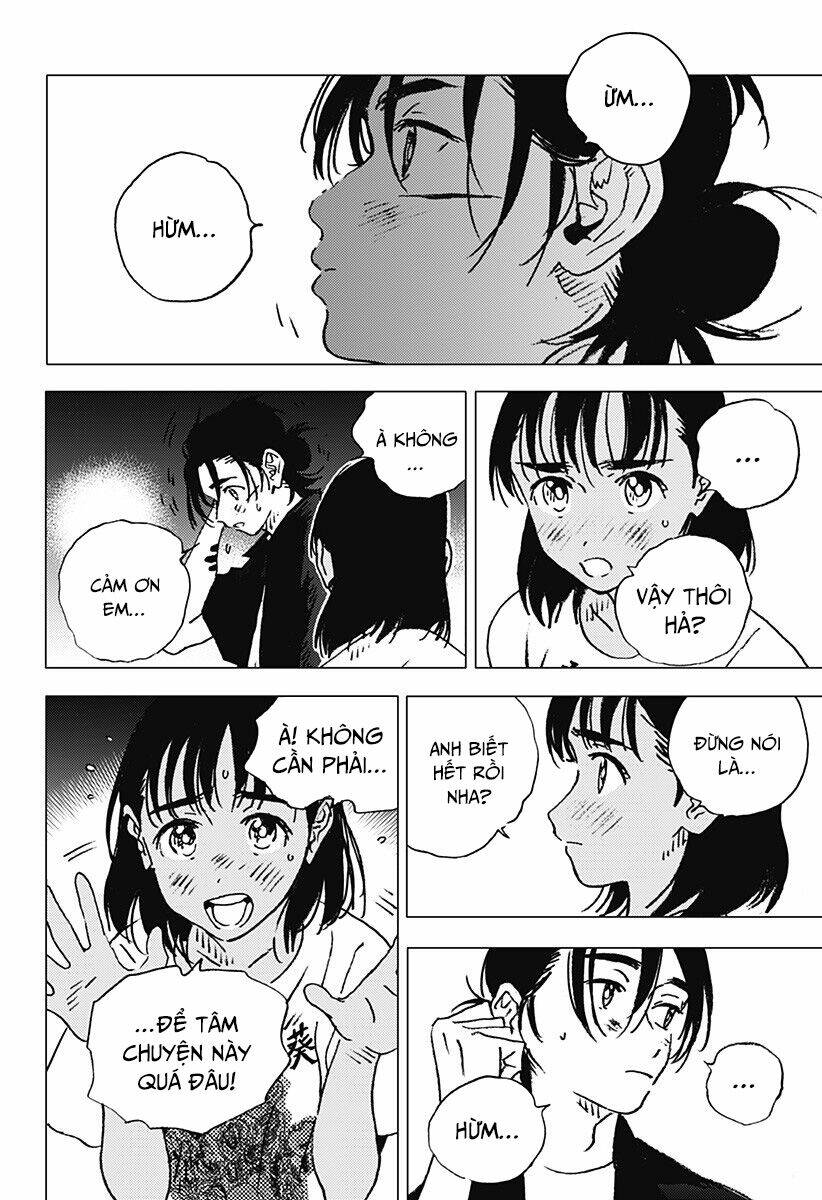 ỪM...
HỪM...
...
VẬY THÔI
HẢ?
À KHÔNG
...
CẢM ƠN
EM...
ĐỪNG NÓI
LÀ...
ANH BIẾT
HẾT RỒI
NHA?
...
HỪM...
À! KHÔNG
CẦN PHẢI...
...ĐỂ TÂM
CHUYỆN NÀY
QUÁ ĐÂU!
葵